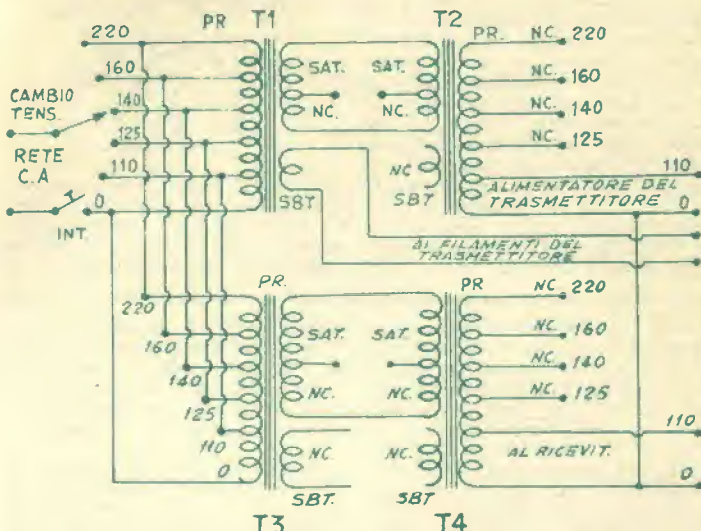 PR T1 T2
220 PR. NC. 220
160 SAT. SAT. NC. 160
CAMBIO TENS. 140 NC. NC. NC. 140
125 NC. 125
RETE C.A 110 NC 110
ALIMENTATORE DEL
TRASMETTITORE
0 SBT SBT 0
INT.
AI FILAMENTI DEL
TRASMETTITORE
PR. PR
220 NC. 220
160 SAT. SAT. NC. 160
140 NC. 140
125 NC. NC. NC. 125
110 110
NC. NC. AL RICEVIT.
0 0
SBT. SBT
T3 T4